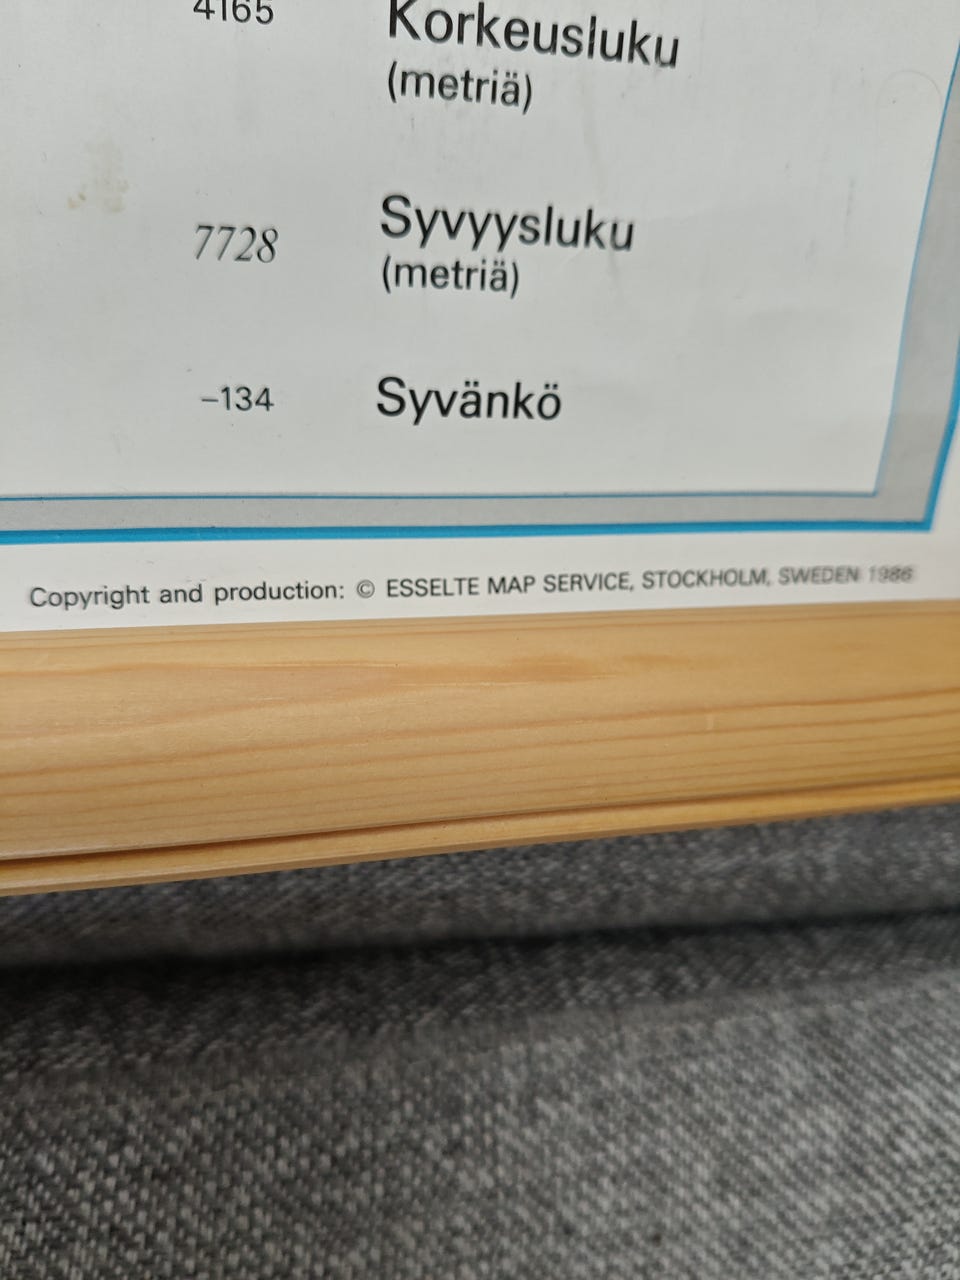 4165 Korkeusluku
(metriä)
7728 Syvyysluku
(metriä)
–134 Syvänkö
Copyright and production: © ESSELTE MAP SERVICE, STOCKHOLM, SWEDEN 1986